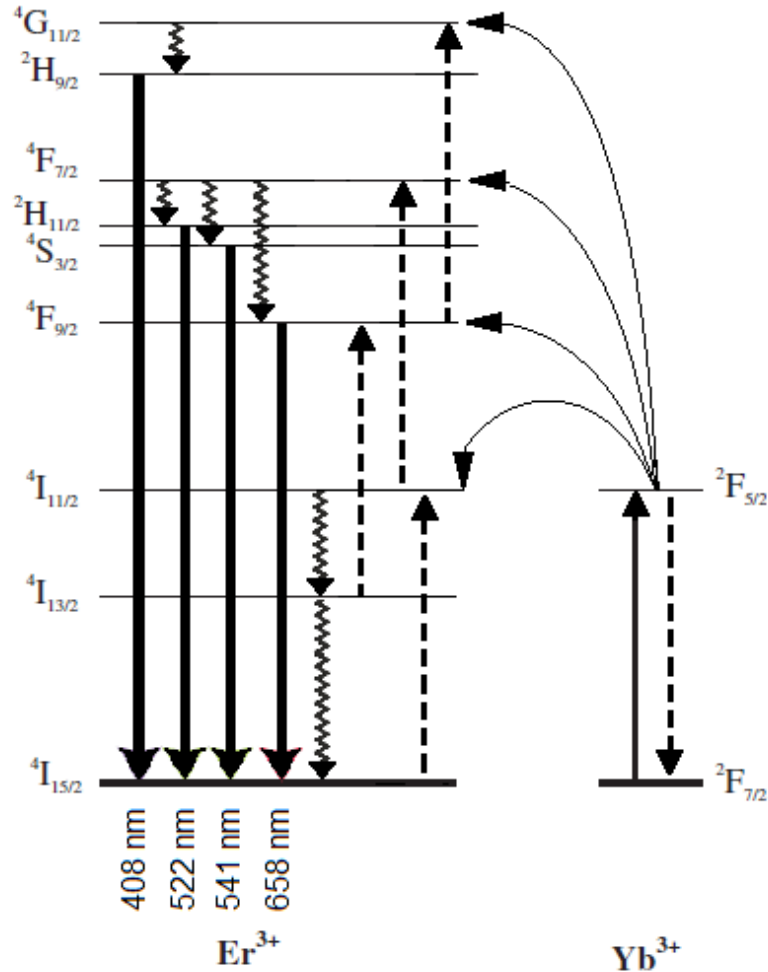 ⁴G₁₁/₂
²H₉/₂
⁴F₇/₂
²H₁₁/₂
⁴S₃/₂
⁴F₉/₂
⁴I₁₁/₂ ²F₅/₂
⁴I₁₃/₂
⁴I₁₅/₂ ²F₇/₂
408 nm
522 nm
541 nm
658 nm
Er³⁺ Yb³⁺